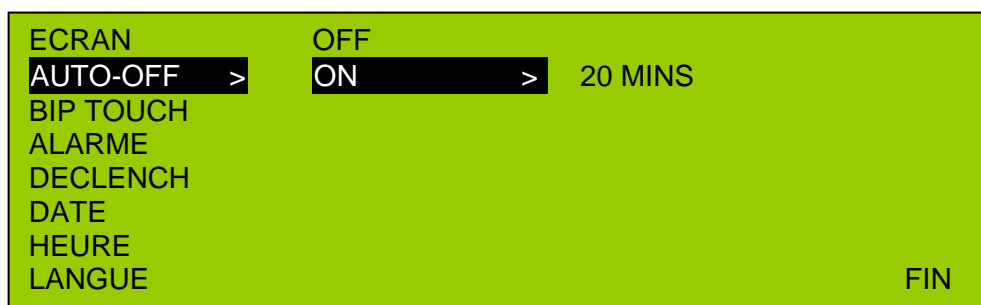 ECRAN OFF
AUTO-OFF > ON > 20 MINS
BIP TOUCH
ALARME
DECLENCH
DATE
HEURE
LANGUE FIN